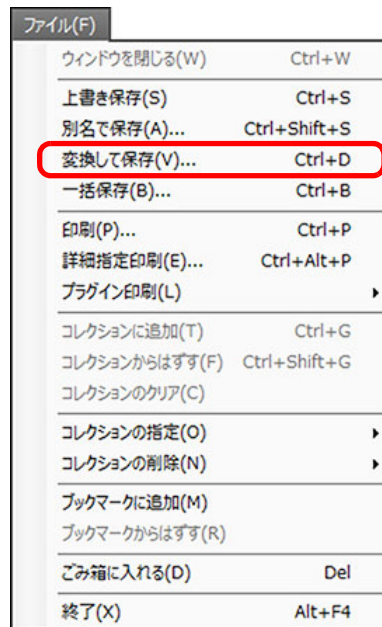 ファイル(F)
ウィンドウを閉じる(W) Ctrl+W
上書き保存(S) Ctrl+S
別名で保存(A)... Ctrl+Shift+S
変換して保存(V)... Ctrl+D
一括保存(B)... Ctrl+B
印刷(P)... Ctrl+P
詳細指定印刷(E)... Ctrl+Alt+P
プラグイン印刷(L)
コレクションに追加(T) Ctrl+G
コレクションからはずす(F) Ctrl+Shift+G
コレクションのクリア(C)
コレクションの指定(O)
コレクションの削除(N)
ブックマークに追加(M)
ブックマークからはずす(R)
ごみ箱に入れる(D) Del
終了(X) Alt+F4